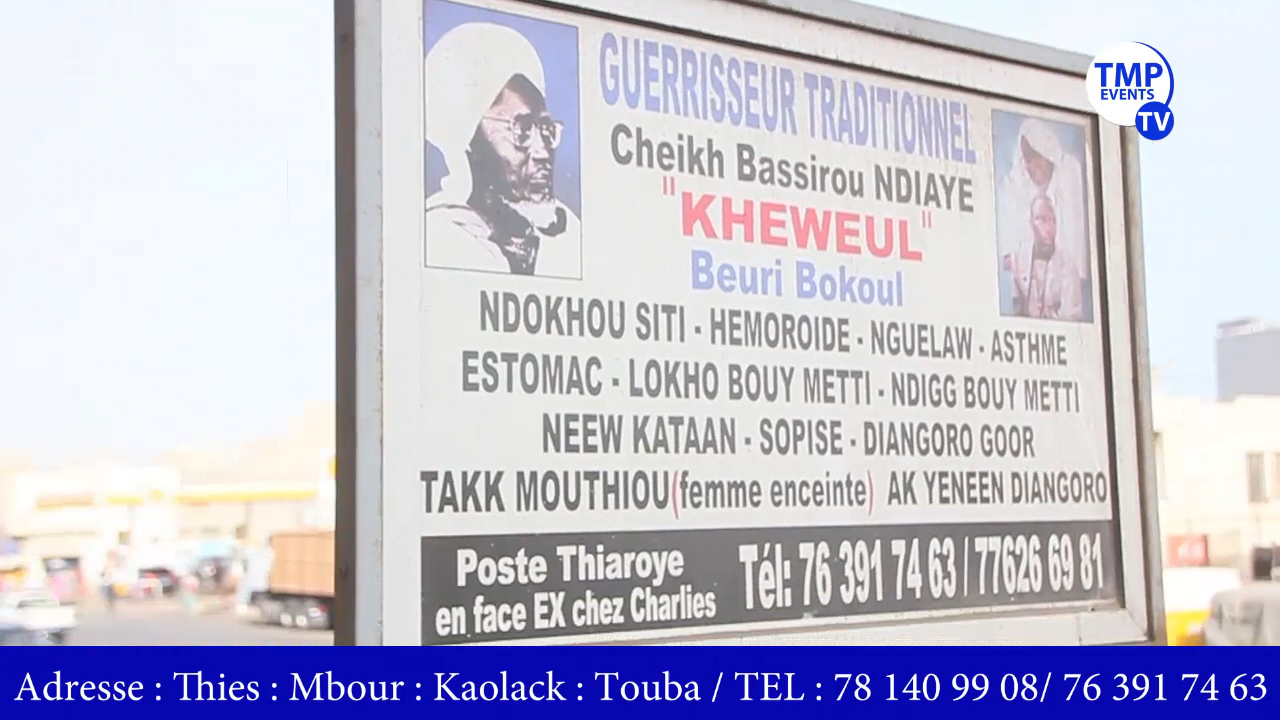 TMP
EVENTS
TV
GUERRISSEUR TRADITIONNEL
Cheikh Bassirou NDIAYE
"KHEWEUL"
Beuri Bokoul
NDOKHOU SITI - HEMOROIDE - NGUELAW - ASTHME
ESTOMAC - LOKHO BOUY METTI - NDIGG BOUY METTI
NEEW KATAAN - SOPISE - DIANGORO GOOR
TAKK MOUTHIOU (femme enceinte) AK YENEEN DIANGORO
Poste Thiaroye
en face EX chez Charlies
Tél: 76 391 74 63 / 77626 69 81
Adresse : Thies : Mbour : Kaolack : Touba / TEL : 78 140 99 08/ 76 391 74 63